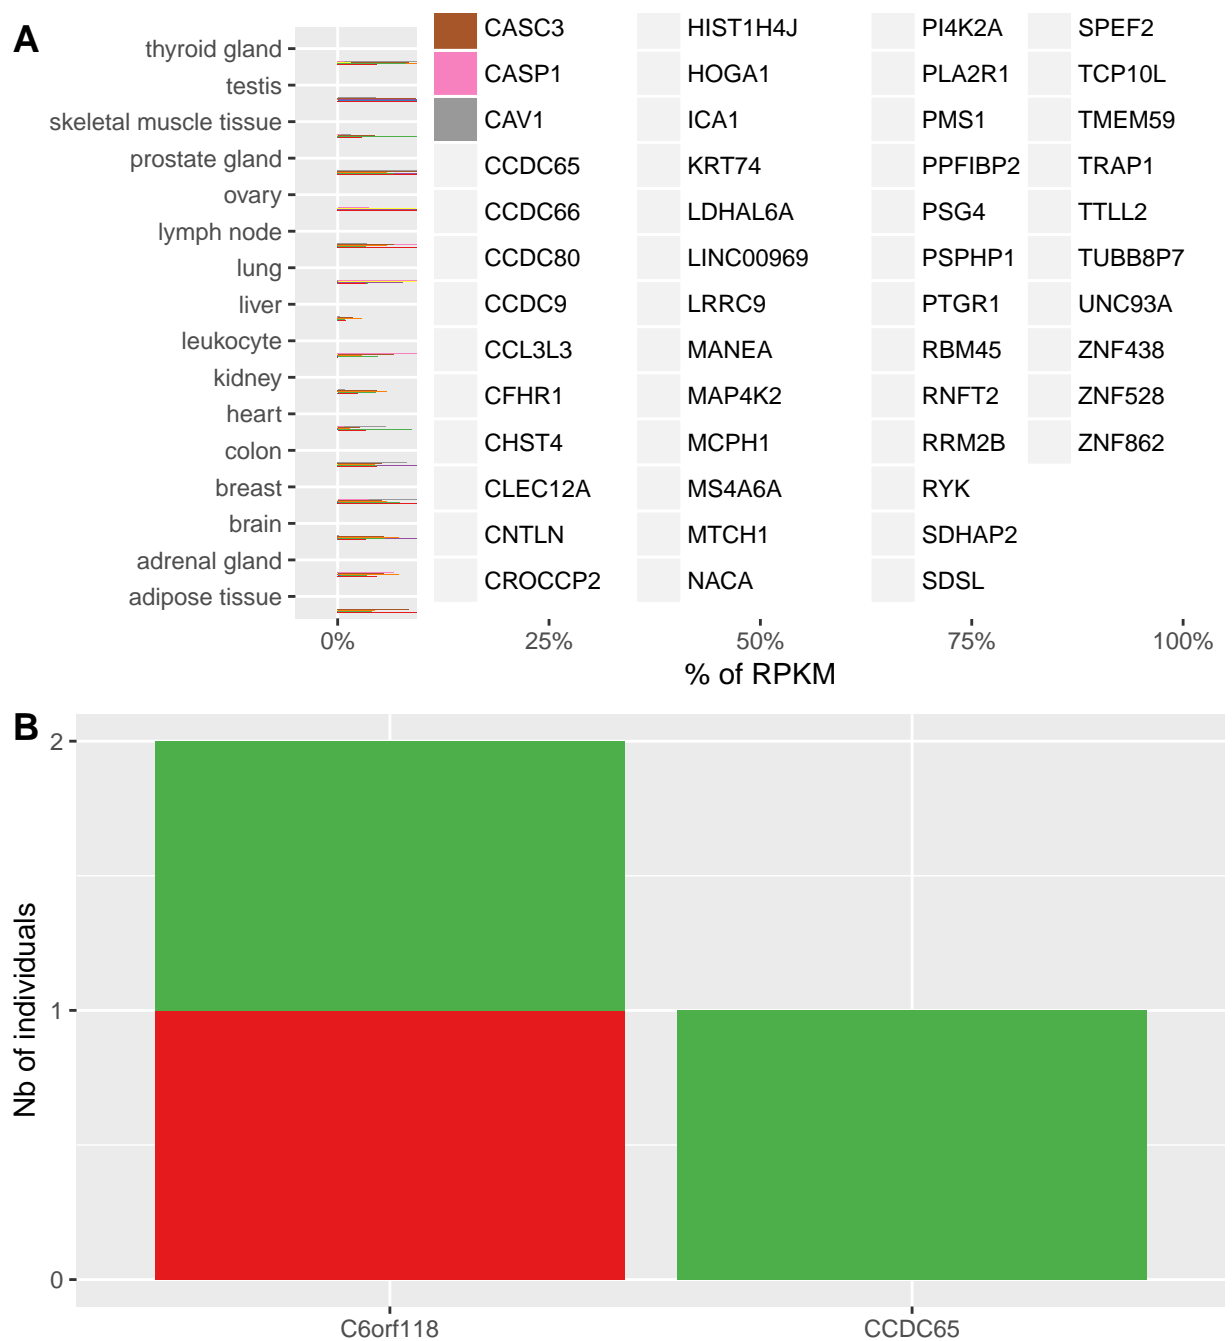 A
thyroid gland
testis
skeletal muscle tissue
prostate gland
ovary
lymph node
lung
liver
leukocyte
kidney
heart
colon
breast
brain
adrenal gland
adipose tissue
CASC3 HIST1H4J PI4K2A SPEF2
CASP1 HOGA1 PLA2R1 TCP10L
CAV1 ICA1 PMS1 TMEM59
CCDC65 KRT74 PPFIBP2 TRAP1
CCDC66 LDHAL6A PSG4 TTLL2
CCDC80 LINC00969 PSPHP1 TUBB8P7
CCDC9 LRRC9 PTGR1 UNC93A
CCL3L3 MANEA RBM45 ZNF438
CFHR1 MAP4K2 RNFT2 ZNF528
CHST4 MCPH1 RRM2B ZNF862
CLEC12A MS4A6A RYK
CNTLN MTCH1 SDHAP2
CROCCP2 NACA SDSL
0% 25% 50% 75% 100%
% of RPKM
B
Nb of individuals
2
1
0
C6orf118 CCDC65